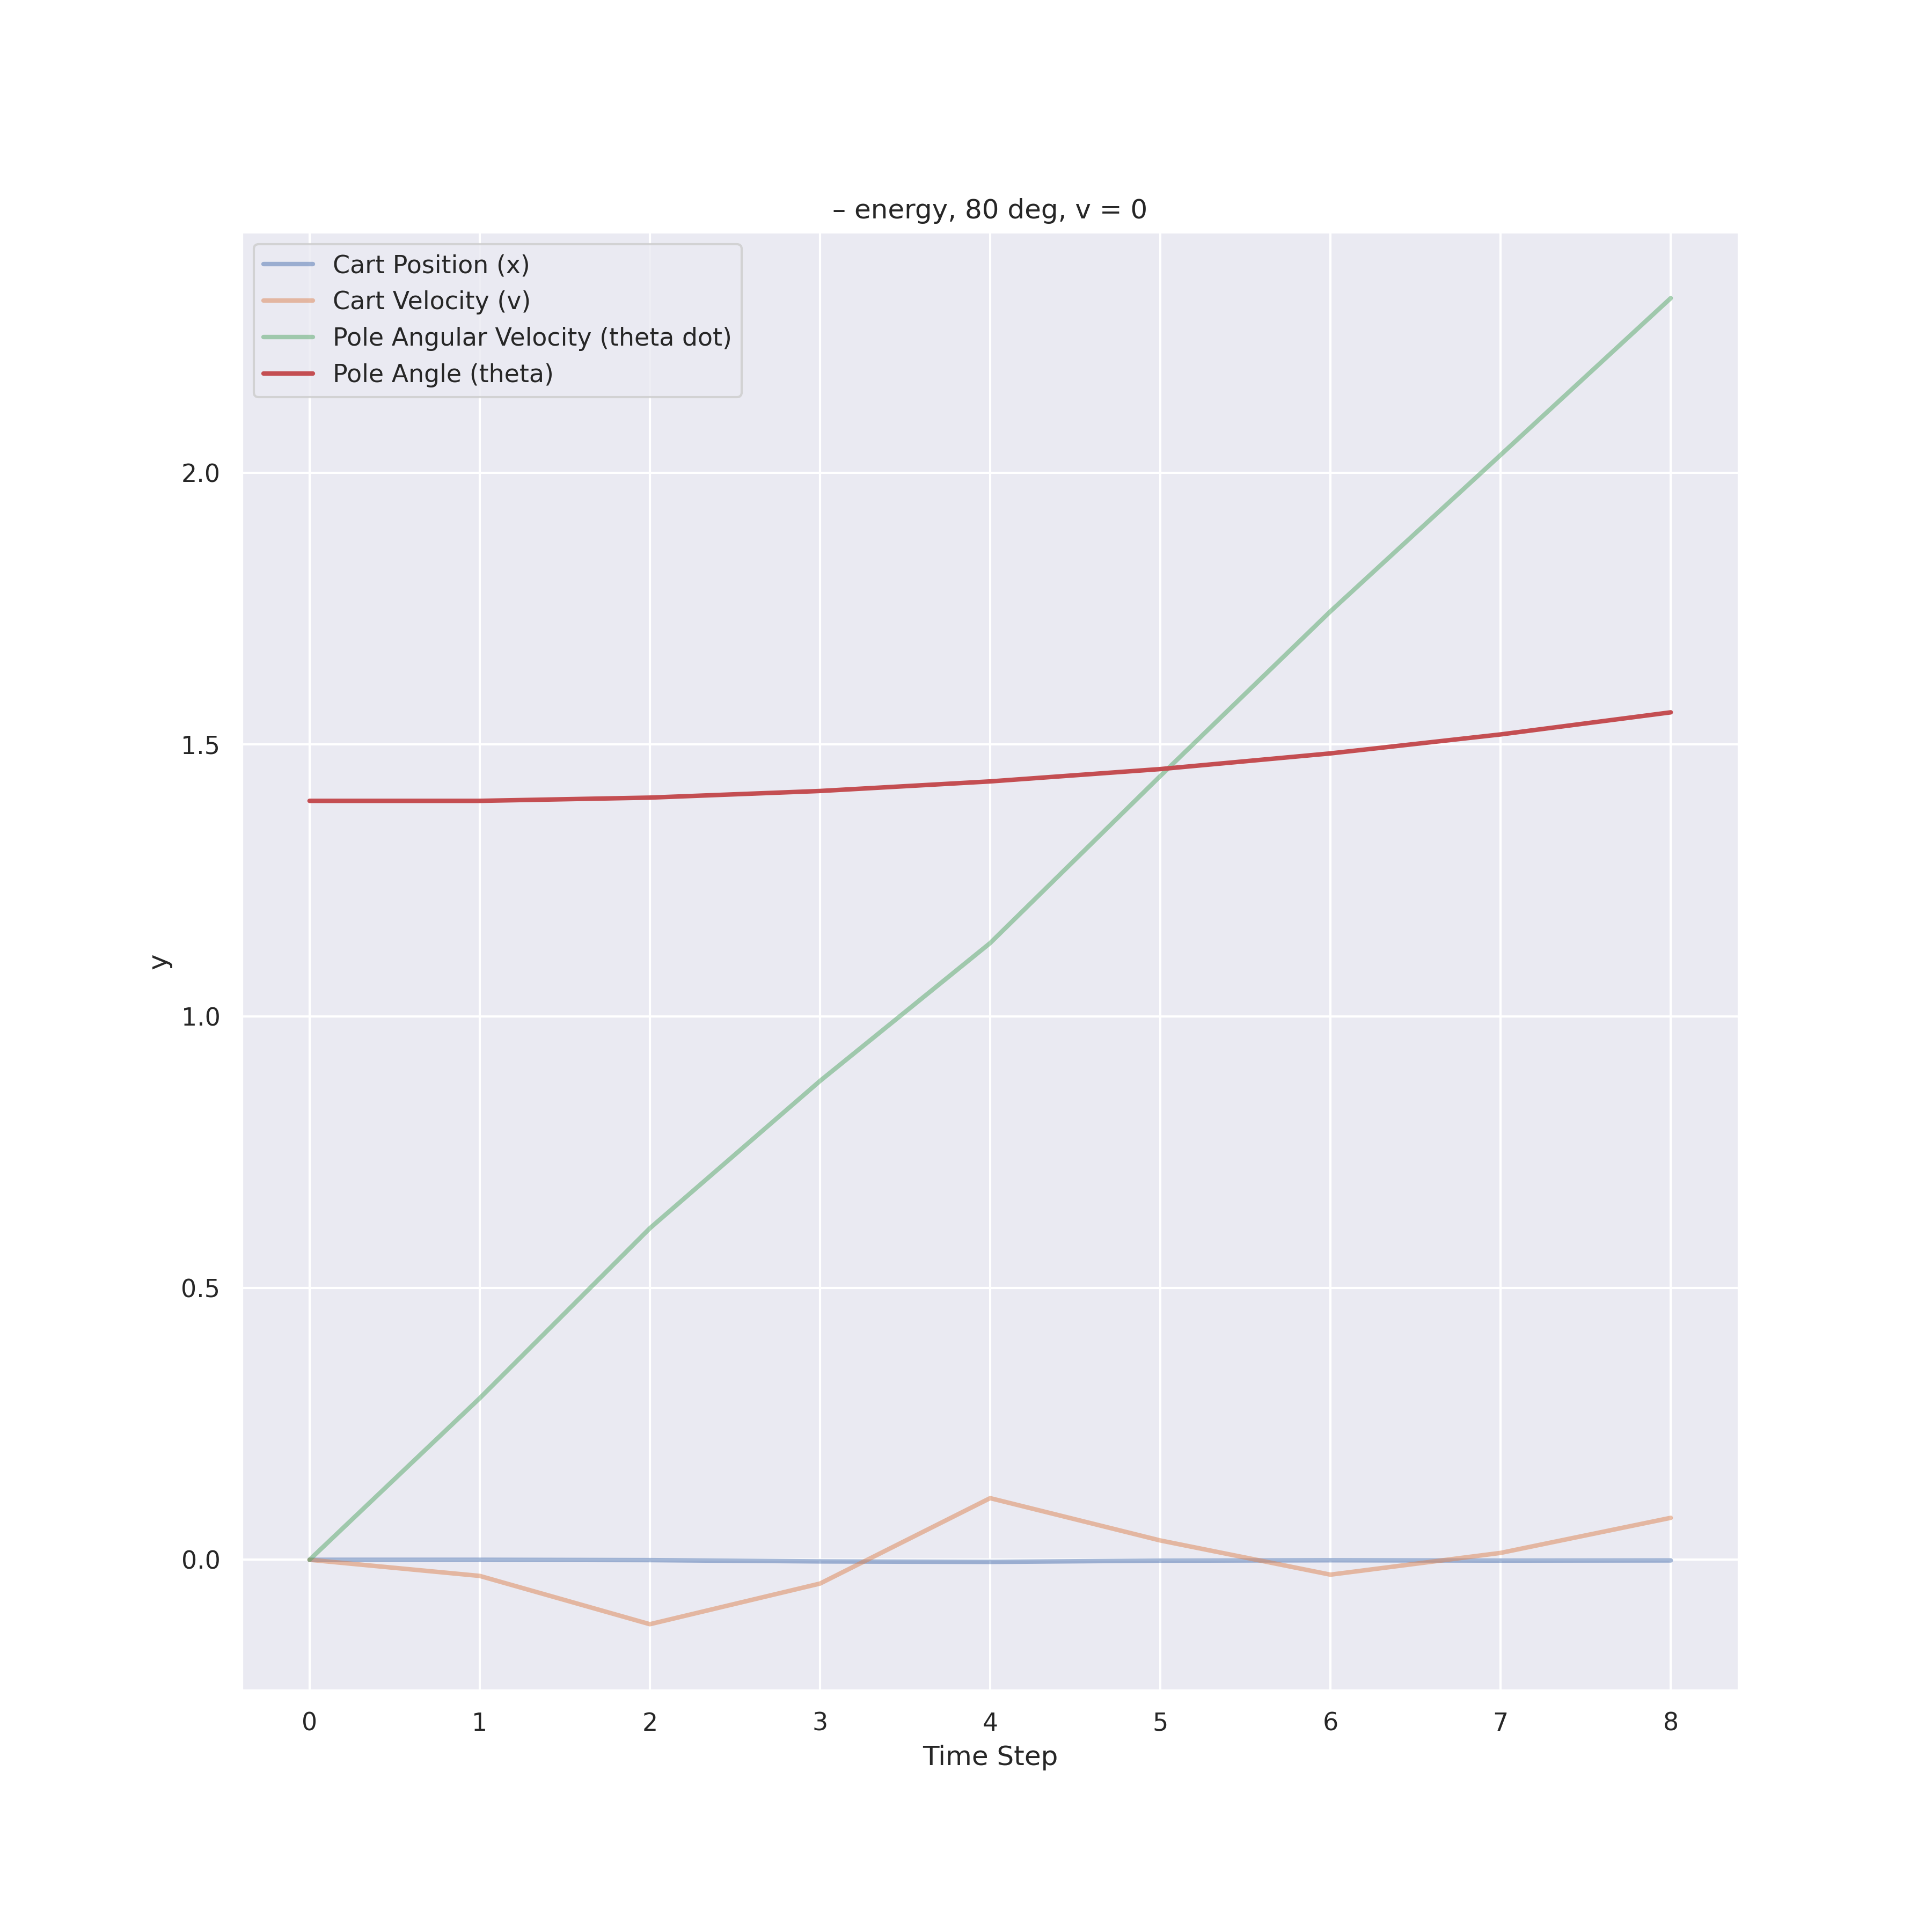 – energy, 80 deg, v = 0
Cart Position (x)
Cart Velocity (v)
Pole Angular Velocity (theta dot)
Pole Angle (theta)
2.0
1.5
1.0
0.5
0.0
y
0 1 2 3 4 5 6 7 8
Time Step